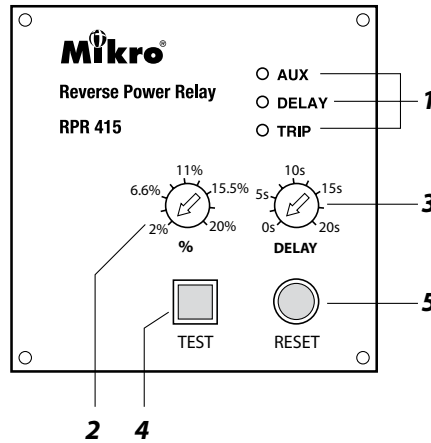 Mikro®
Reverse Power Relay
RPR 415
AUX
DELAY
TRIP
1
11%
6.6%
15.5%
2%
20%
%
10s
5s
15s
0s
20s
DELAY
3
TEST
RESET
5
2
4